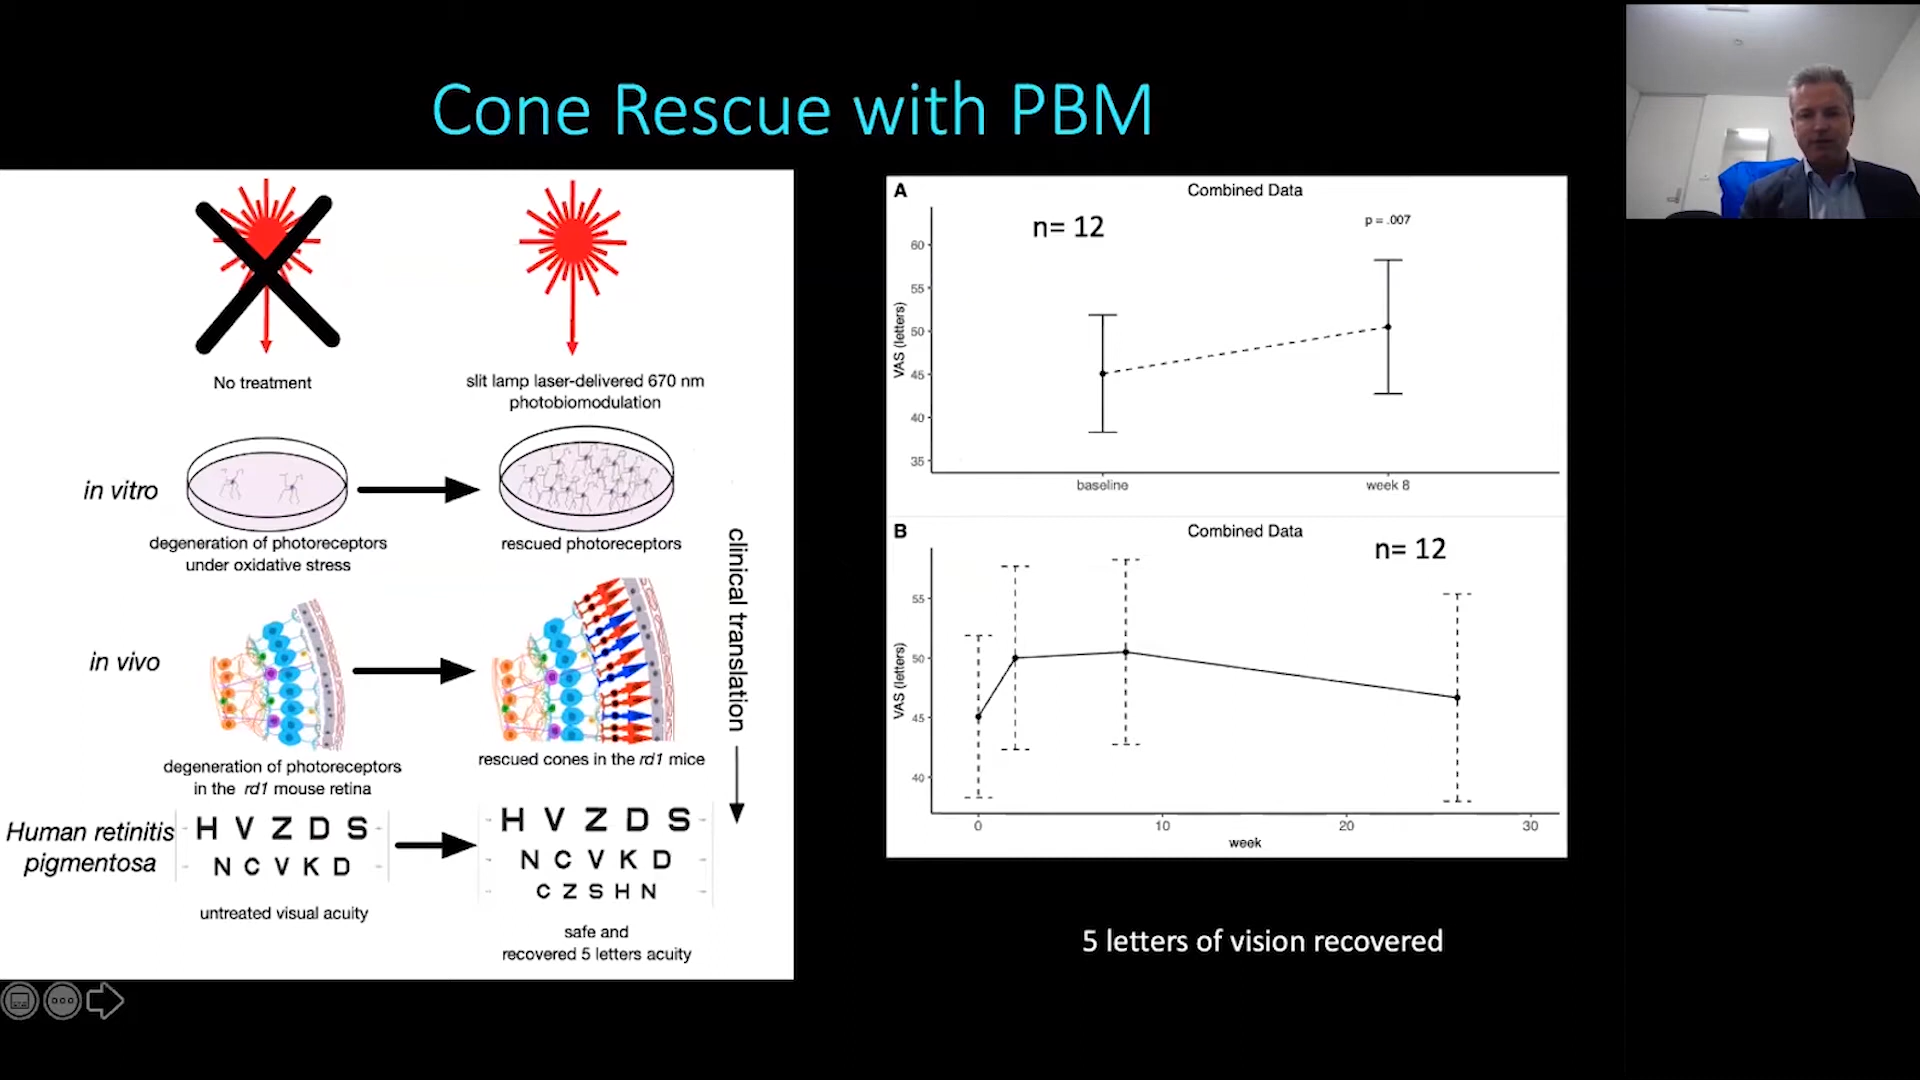 Cone Rescue with PBM
No treatment
slit lamp laser-delivered 670 nm
photobiomodulation
in vitro
degeneration of photoreceptors
under oxidative stress
rescued photoreceptors
in vivo
degeneration of photoreceptors
in the rd1 mouse retina
rescued cones in the rd1 mice
clinical translation
Human retinitis
pigmentosa
H V Z D S
N C V K D
untreated visual acuity
H V Z D S
N C V K D
C Z S H N
safe and
recovered 5 letters acuity
A
Combined Data
n= 12
p = .007
VAS (letters)
60
55
50
45
40
35
baseline
week 8
B
Combined Data
n= 12
VAS (letters)
55
50
45
40
0
10
20
30
week
5 letters of vision recovered